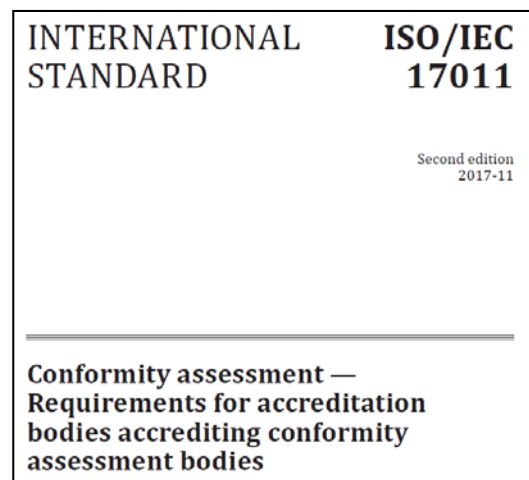 INTERNATIONAL STANDARD
ISO/IEC 17011
Second edition
2017-11
Conformity assessment —
Requirements for accreditation
bodies accrediting conformity
assessment bodies